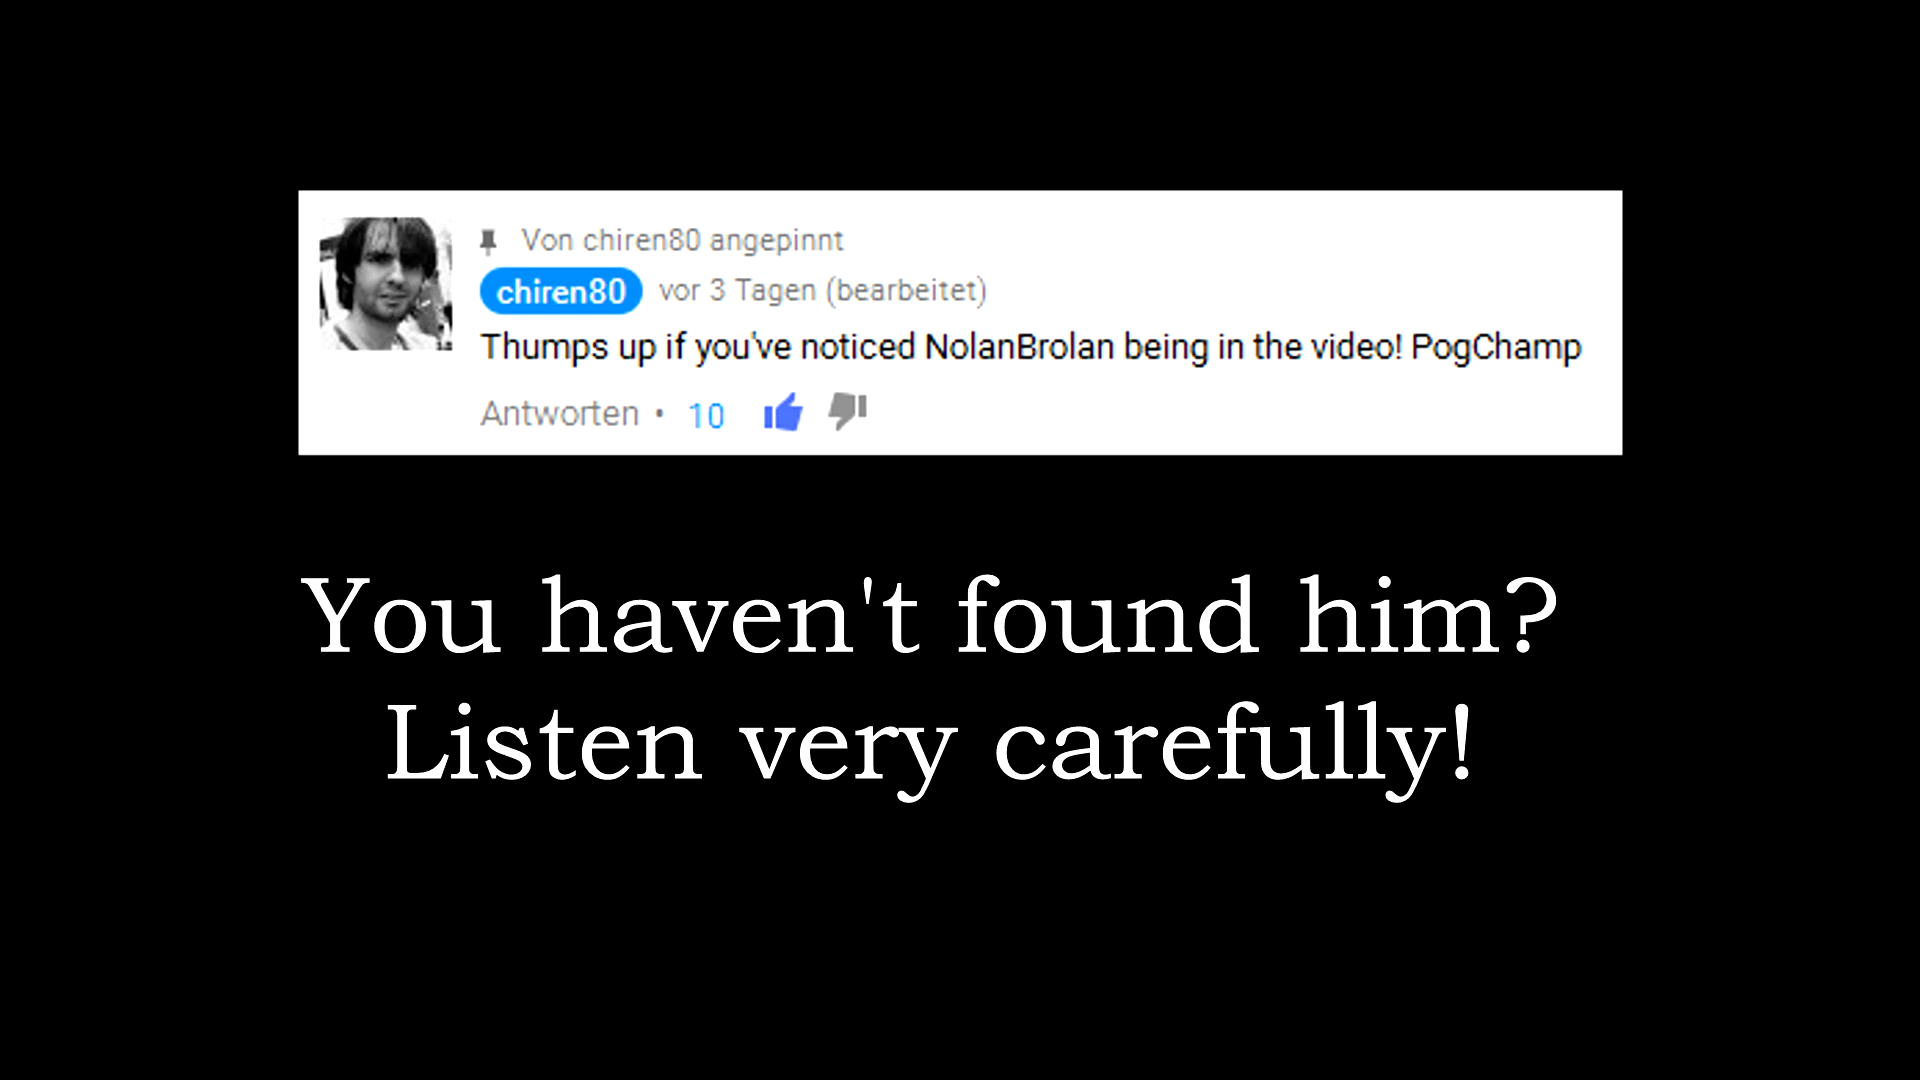 Von chiren80 angepinnt
chiren80 vor 3 Tagen (bearbeitet)
Thumps up if you've noticed NolanBrolan being in the video! PogChamp
Antworten • 10
You haven't found him?
Listen very carefully!